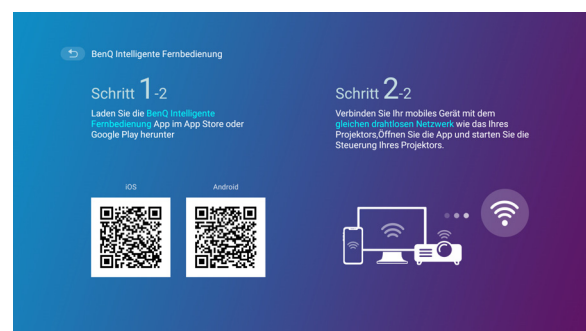 BenQ Intelligente Fernbedienung
Schritt 1-2
Laden Sie die BenQ Intelligente
Fernbedienung App im App Store oder
Google Play herunter
iOS
Android
Schritt 2-2
Verbinden Sie Ihr mobiles Gerät mit dem
gleichen drahtlosen Netzwerk wie das Ihres
Projektors,Öffnen Sie die App und starten Sie die
Steuerung Ihres Projektors.